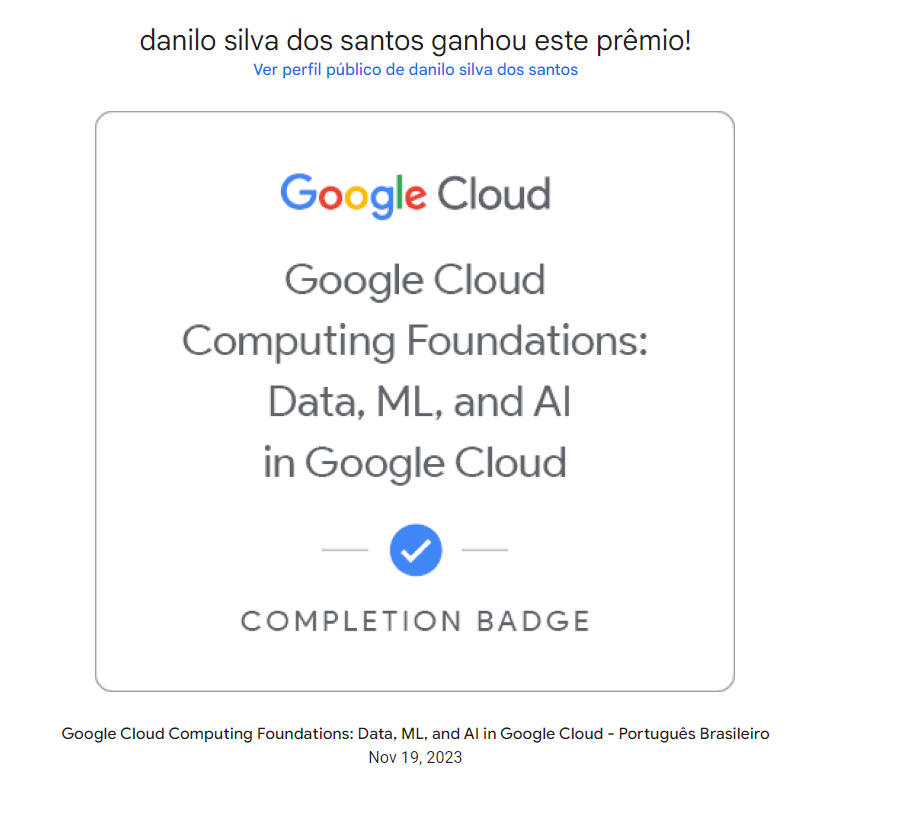 danilo silva dos santos ganhou este prêmio!
Ver perfil público de danilo silva dos santos
Google Cloud
Google Cloud
Computing Foundations:
Data, ML, and AI
in Google Cloud
COMPLETION BADGE
Google Cloud Computing Foundations: Data, ML, and AI in Google Cloud - Português Brasileiro
Nov 19, 2023